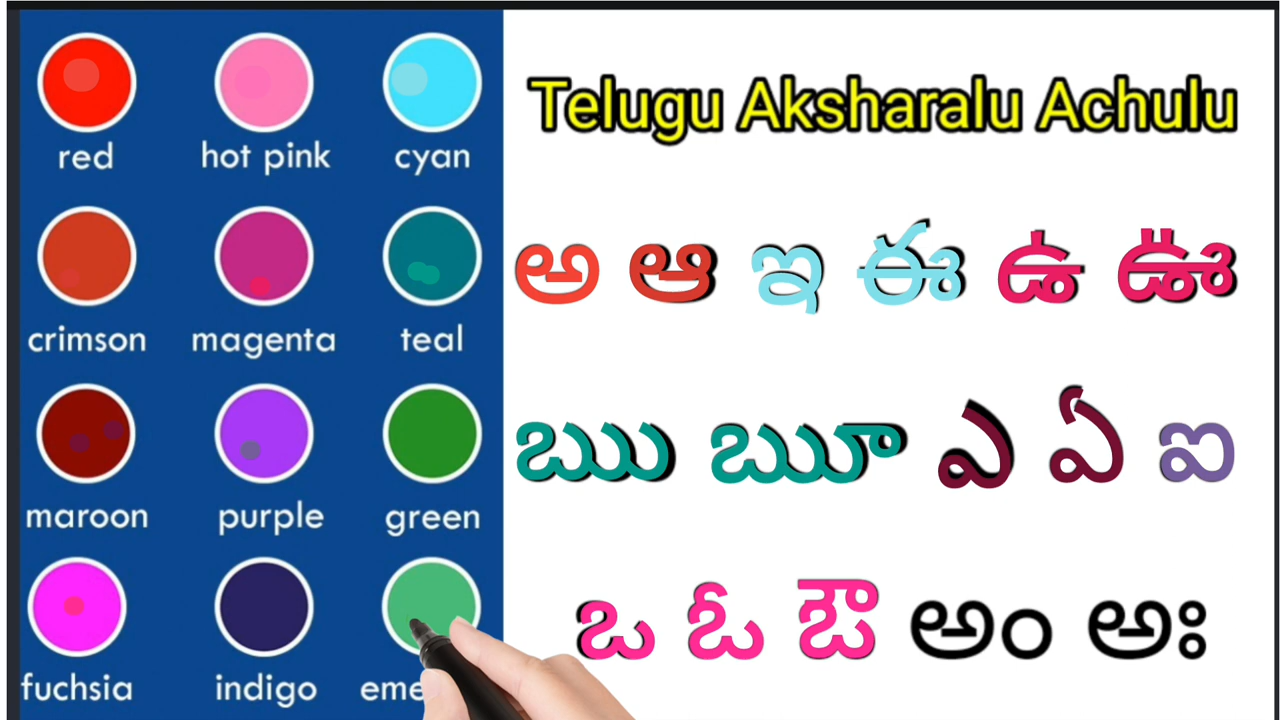 red hot pink cyan
crimson magenta teal
maroon purple green
fuchsia indigo
Telugu Aksharalu Achulu
అ ఆ ఇ ఈ ఉ ఊ
ఋ ౠ ఎ ఏ ఐ
ఒ ఓ ఔ అం అః